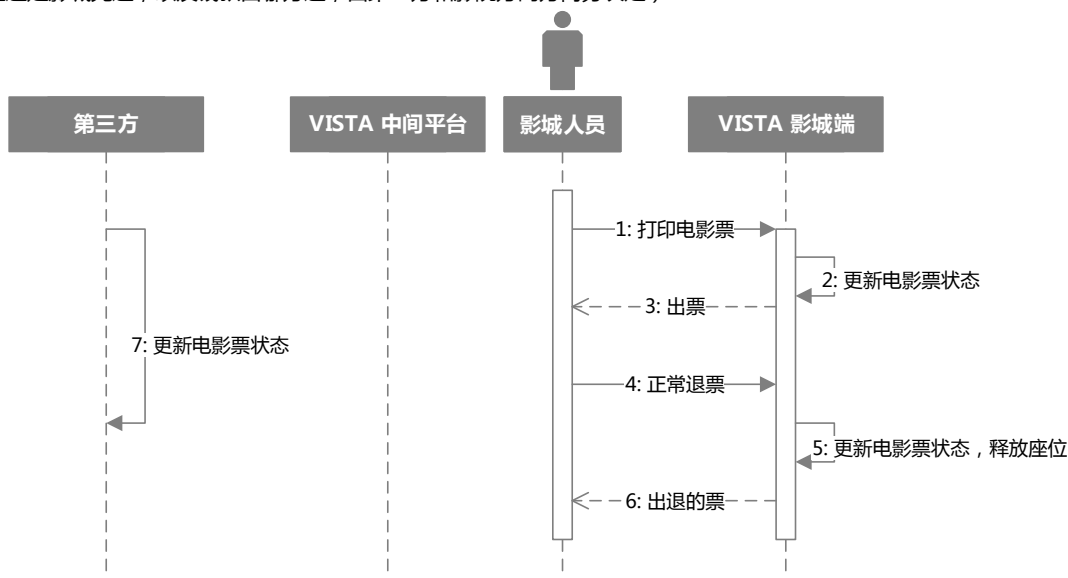 第三方
VISTA 中间平台
影城人员
VISTA 影城端
1: 打印电影票
2: 更新电影票状态
3: 出票
7: 更新电影票状态
4: 正常退票
5: 更新电影票状态，释放座位
6: 出退的票